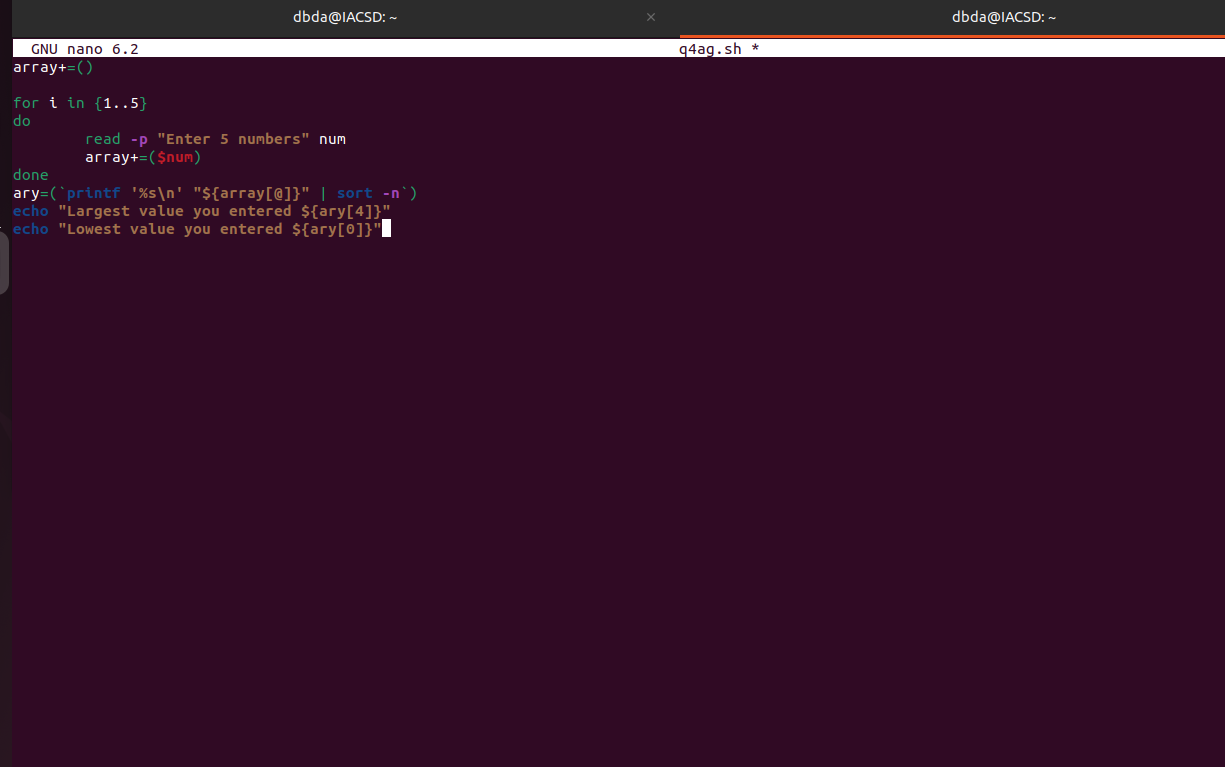 dbda@IACSD: ~ × dbda@IACSD: ~
GNU nano 6.2 q4ag.sh *
array+=()

for i in {1..5}
do
        read -p "Enter 5 numbers" num
        array+=($num)
done
ary=(`printf '%s\n' "${array[@]}" | sort -n`)
echo "Largest value you entered ${ary[4]}"
echo "Lowest value you entered ${ary[0]}"